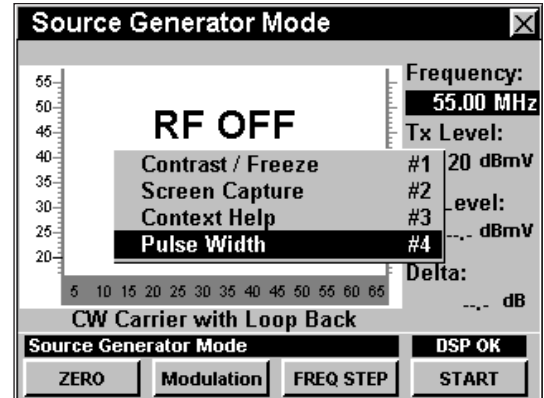 Source Generator Mode
Frequency:
55.00 MHz
Tx Level:
20 dBmV
evel:
--.- dBmV
Delta:
--.- dB
55
50
45
40
35
30
25
20
RF OFF
Contrast / Freeze #1
Screen Capture #2
Context Help #3
Pulse Width #4
5 10 15 20 25 30 35 40 45 50 55 60 65
CW Carrier with Loop Back
Source Generator Mode DSP OK
ZERO Modulation FREQ STEP START